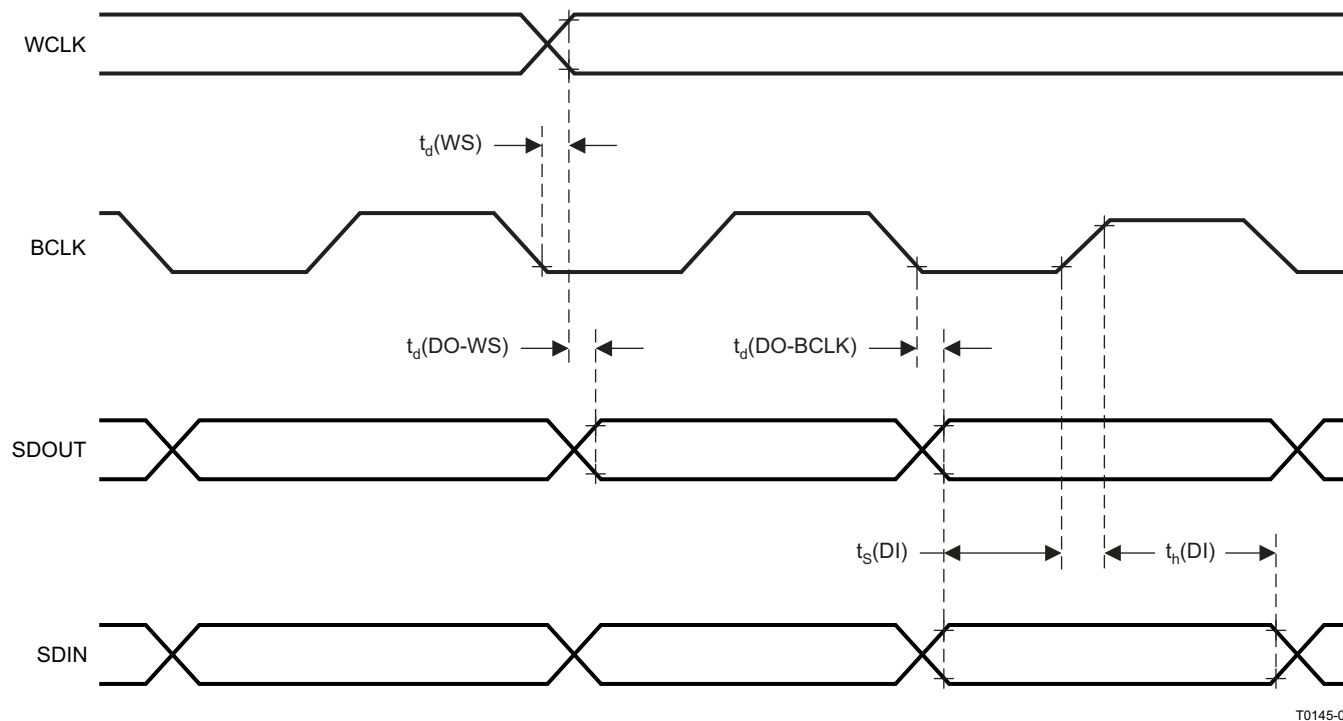 WCLK
t_d(WS)
BCLK
t_d(DO-WS)
t_d(DO-BCLK)
SDOUT
t_S(DI)
t_h(DI)
SDIN